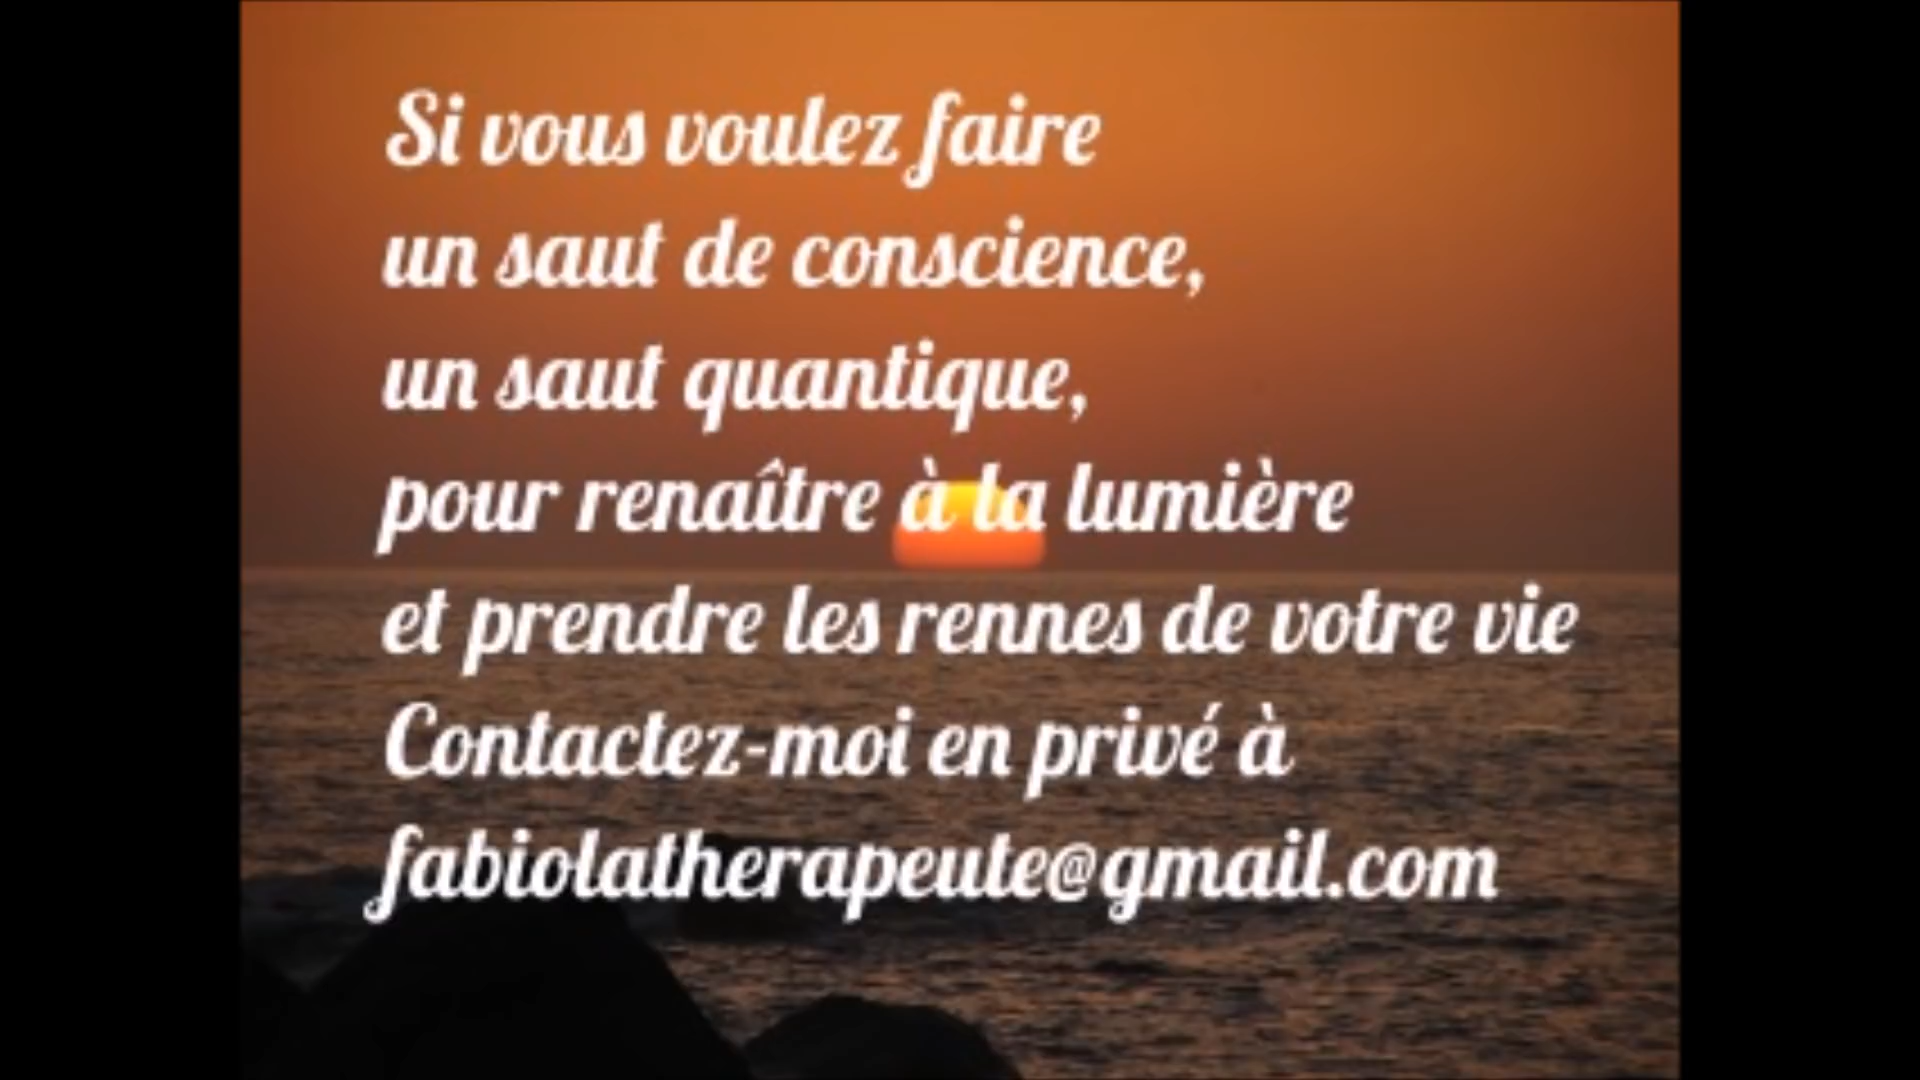 Si vous voulez faire
un saut de conscience,
un saut quantique,
pour renaître à la lumière
et prendre les rennes de votre vie
Contactez-moi en privé à
fabiolatherapeute@gmail.com